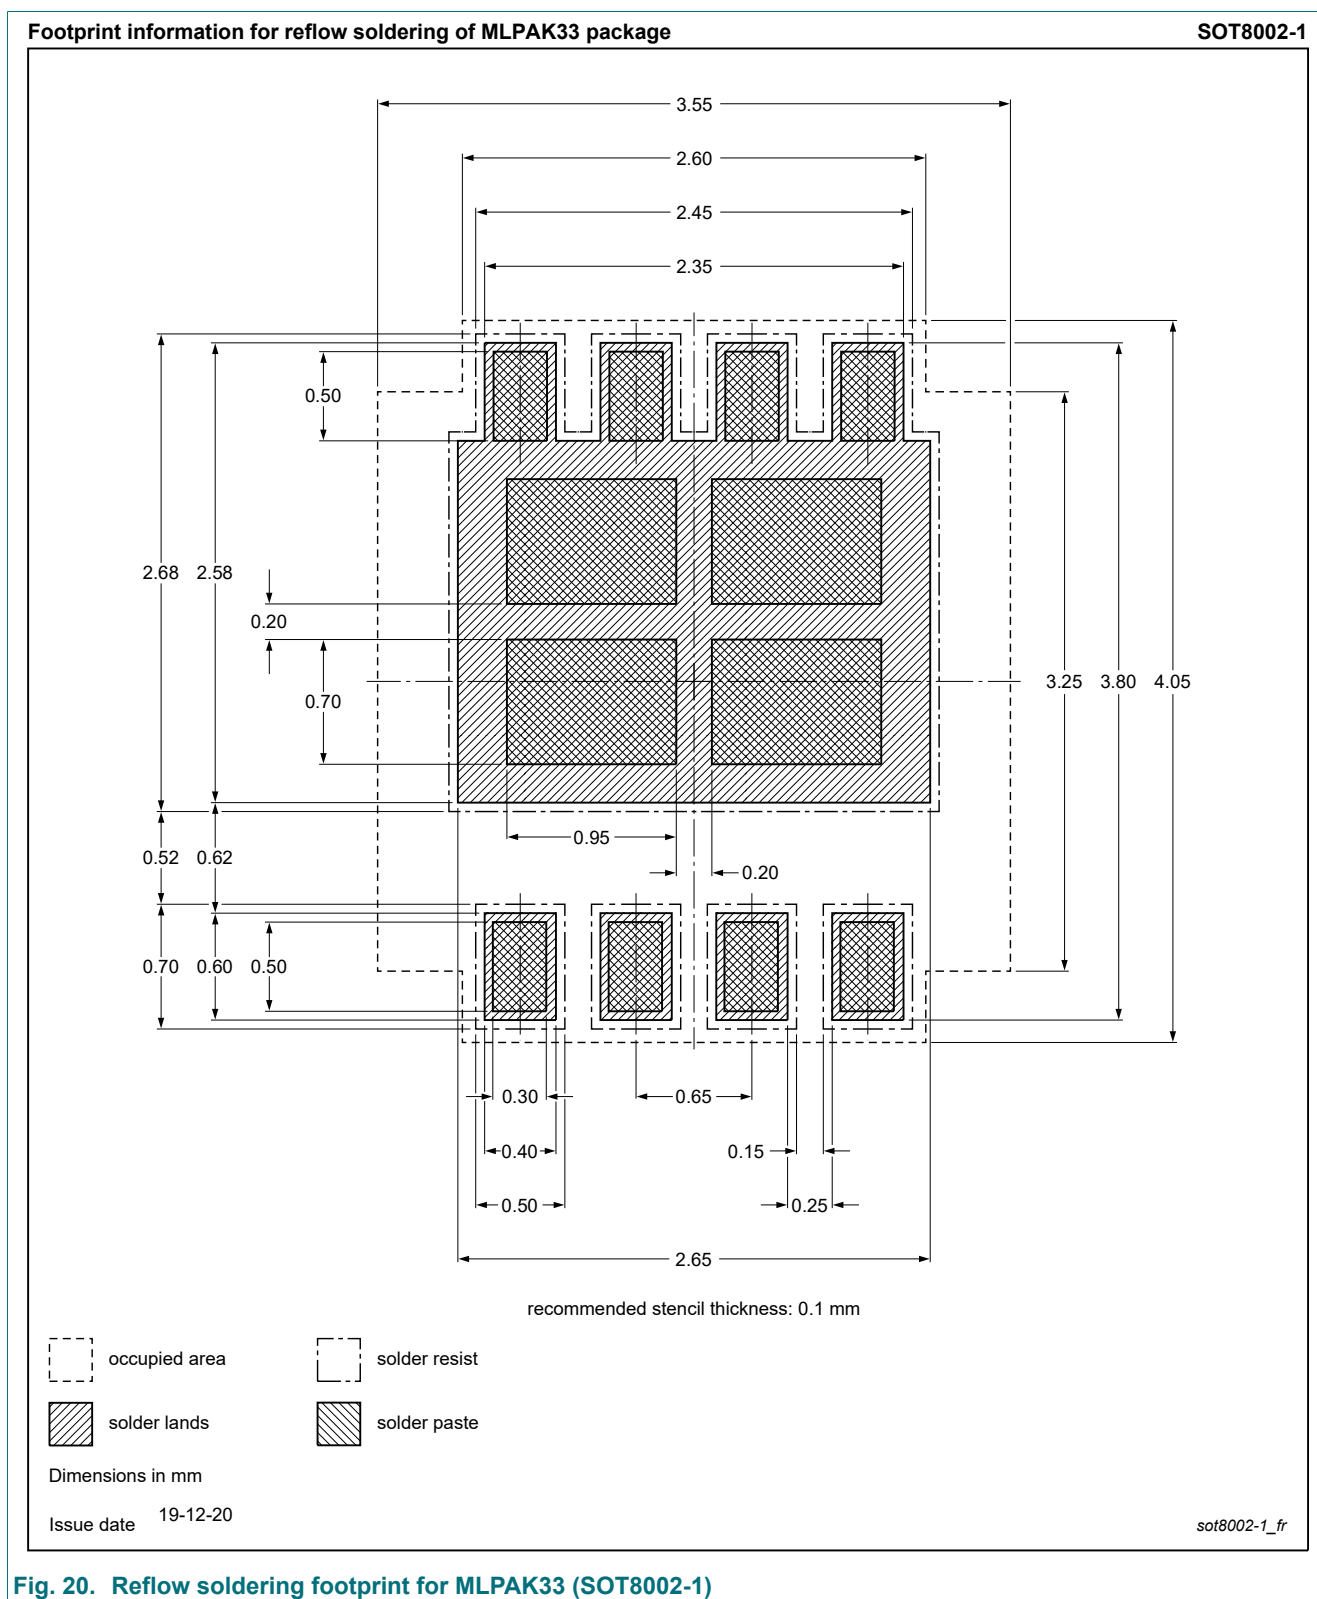 Footprint information for reflow soldering of MLPAK33 package SOT8002-1
3.55
2.60
2.45
2.35
0.50
2.68 2.58
0.20
0.70
3.25 3.80 4.05
0.95
0.52 0.62
0.20
0.70 0.60 0.50
0.30 0.65
0.40 0.15
0.50 0.25
2.65
recommended stencil thickness: 0.1 mm
occupied area solder resist
solder lands solder paste
Dimensions in mm
Issue date 19-12-20
sot8002-1_fr
Fig. 20. Reflow soldering footprint for MLPAK33 (SOT8002-1)